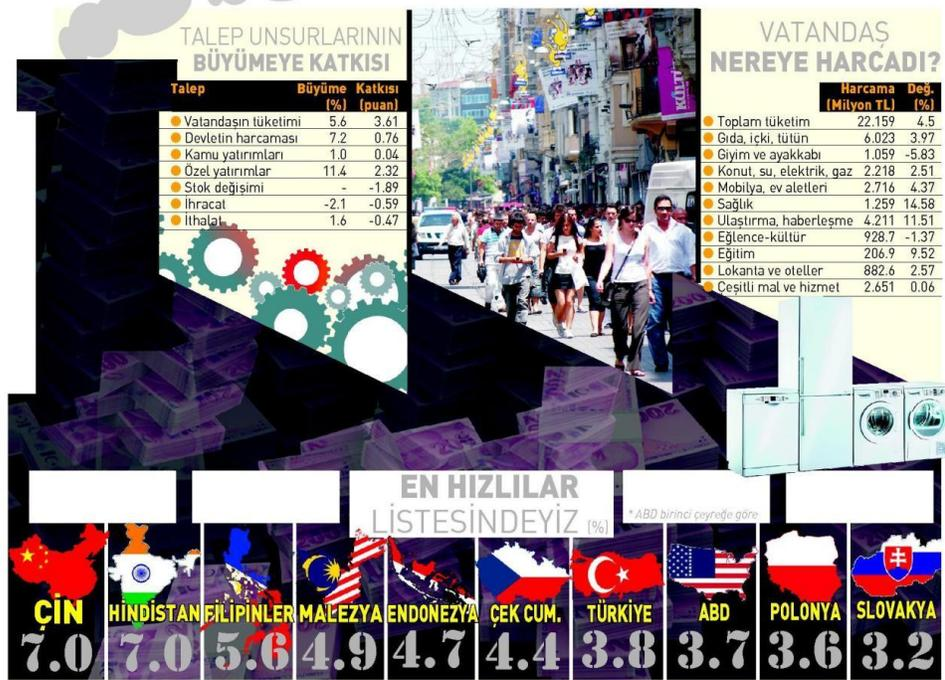 TALEP UNSURLARININ
BÜYÜMEYE KATKISI
Talep Büyüme Katkısı
(%) (puan)
Vatandaşın tüketimi 5.6 3.61
Devletin harcaması 7.2 0.76
Kamu yatırımları 1.0 0.04
Özel yatırımlar 11.4 2.32
Stok değişimi - -1.89
İhracat -2.1 -0.59
İthalat 1.6 -0.47
KÜLTÜ
VATANDAŞ
NEREYE HARCADI?
Harcama Değ.
(Milyon TL) (%)
Toplam tüketim 22.159 4.5
Gıda, içki, tütün 6.023 3.97
Giyim ve ayakkabı 1.059 -5.83
Konut, su, elektrik, gaz 2.218 2.51
Mobilya, ev aletleri 2.716 4.37
Sağlık 1.259 14.58
Ulaştırma, haberleşme 4.211 11.51
Eğlence-kültür 928.7 -1.37
Eğitim 206.9 9.52
Lokanta ve oteller 882.6 2.57
Çeşitli mal ve hizmet 2.651 0.06
EN HIZLILAR
LİSTESİNDEYİZ (%)
* ABD birinci çeyreğe göre
ÇİN HİNDİSTAN FİLİPİNLER MALEZYA ENDONEZYA ÇEK CUM. TÜRKİYE ABD POLONYA SLOVAKYA
7.0 7.0 5.6 4.9 4.7 4.4 3.8 3.7 3.6 3.2